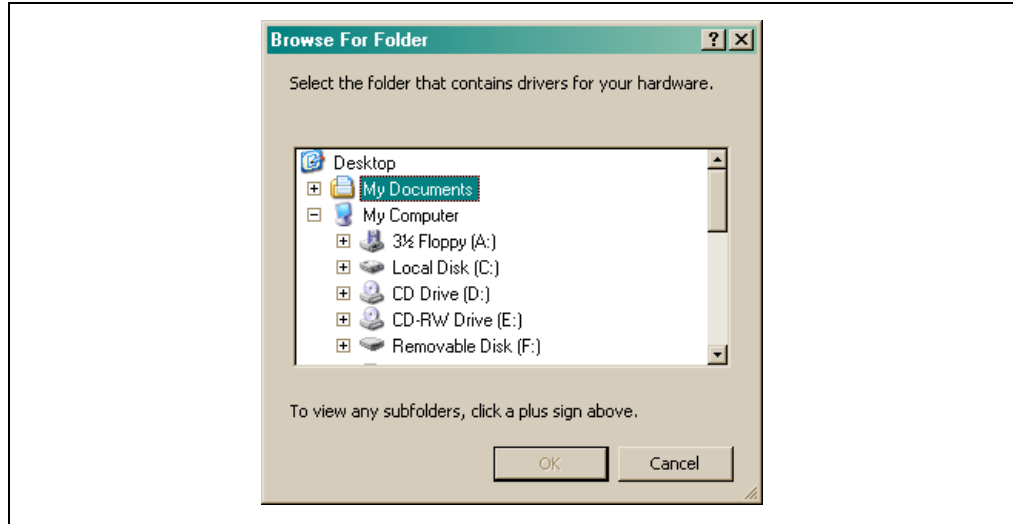 Browse For Folder
Select the folder that contains drivers for your hardware.
Desktop
My Documents
My Computer
3½ Floppy (A:)
Local Disk (C:)
CD Drive (D:)
CD-RW Drive (E:)
Removable Disk (F:)
To view any subfolders, click a plus sign above.
OK Cancel